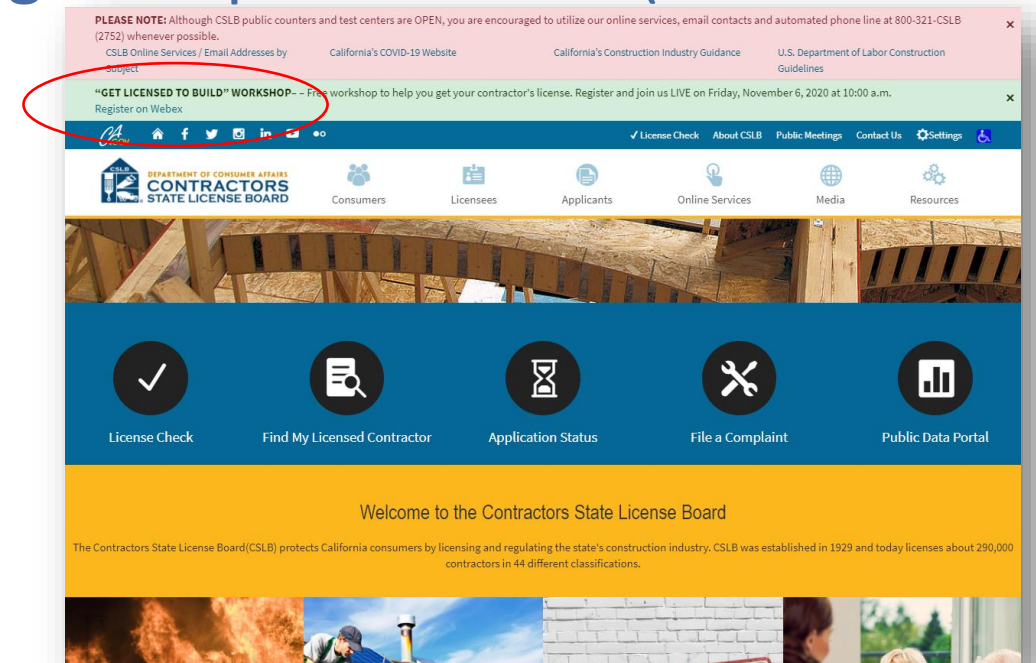 PLEASE NOTE: Although CSLB public counters and test centers are OPEN, you are encouraged to utilize our online services, email contacts and automated phone line at 800-321-CSLB
(2752) whenever possible.
CSLB Online Services / Email Addresses by Subject
California's COVID-19 Website
California's Construction Industry Guidance
U.S. Department of Labor Construction Guidelines
×
"GET LICENSED TO BUILD" WORKSHOP– – Free workshop to help you get your contractor's license. Register and join us LIVE on Friday, November 6, 2020 at 10:00 a.m.
Register on Webex
×
CA.GOV
✓ License Check About CSLB Public Meetings Contact Us Settings
CSLB
DEPARTMENT OF CONSUMER AFFAIRS
CONTRACTORS
STATE LICENSE BOARD
Consumers Licensees Applicants Online Services Media Resources
License Check Find My Licensed Contractor Application Status File a Complaint Public Data Portal
Welcome to the Contractors State License Board
The Contractors State License Board(CSLB) protects California consumers by licensing and regulating the state's construction industry. CSLB was established in 1929 and today licenses about 290,000
contractors in 44 different classifications.